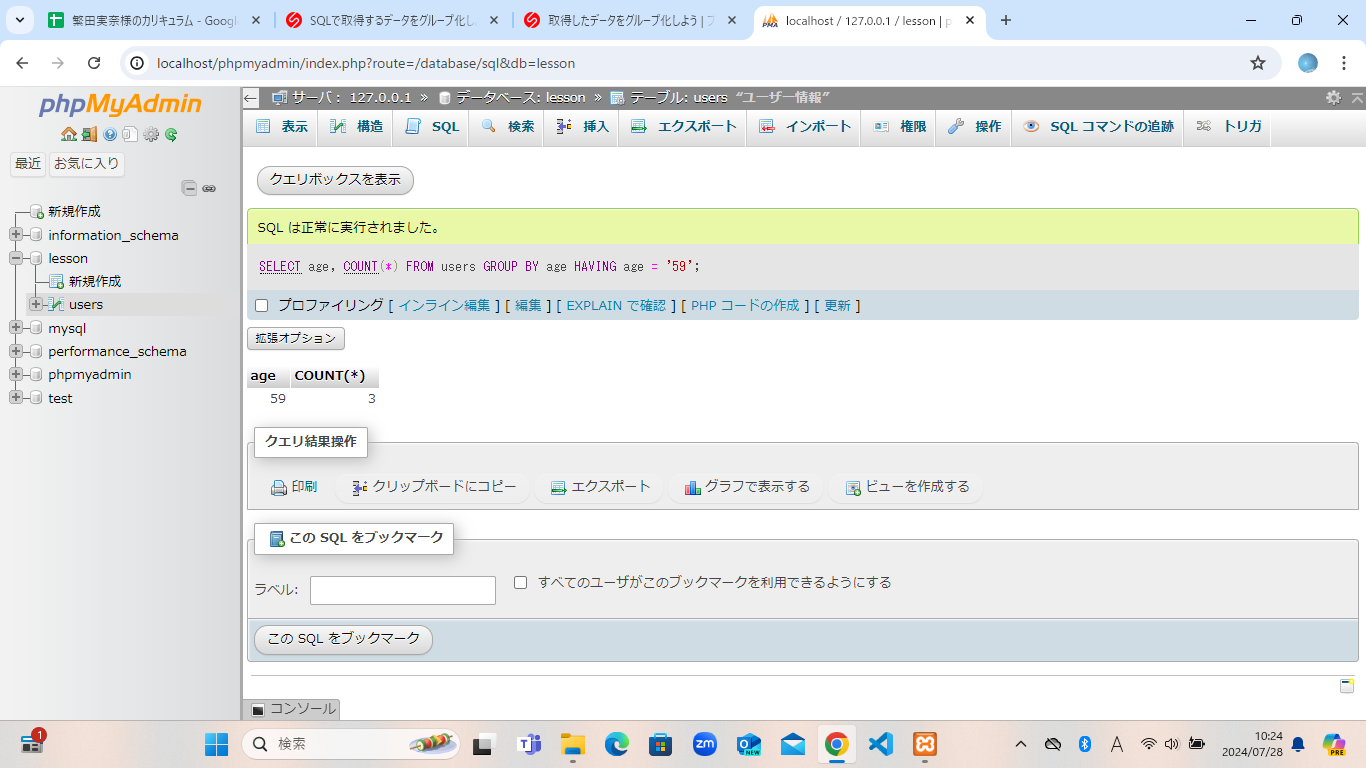 繁田実奈様のカリキュラム - Googl
SQLで取得するデータをグループ化し
取得したデータをグループ化しよう | フ
localhost / 127.0.0.1 / lesson | p
localhost/phpmyadmin/index.php?route=/database/sql&db=lesson
phpMyAdmin
最近 お気に入り
新規作成
information_schema
lesson
新規作成
users
mysql
performance_schema
phpmyadmin
test
サーバ: 127.0.0.1 » データベース: lesson » テーブル: users “ユーザー情報”
表示 構造 SQL 検索 挿入 エクスポート インポート 権限 操作 SQL コマンドの追跡 トリガ
クエリボックスを表示
SQL は正常に実行されました。
SELECT age, COUNT(*) FROM users GROUP BY age HAVING age = '59';
プロファイリング [ インライン編集 ] [ 編集 ] [ EXPLAIN で確認 ] [ PHP コードの作成 ] [ 更新 ]
拡張オプション
age COUNT(*)
59 3
クエリ結果操作
印刷 クリップボードにコピー エクスポート グラフで表示する ビューを作成する
この SQL をブックマーク
ラベル: すべてのユーザがこのブックマークを利用できるようにする
この SQL をブックマーク
コンソール
1
検索
zm
NEW
A
10:24
2024/07/28
PRE